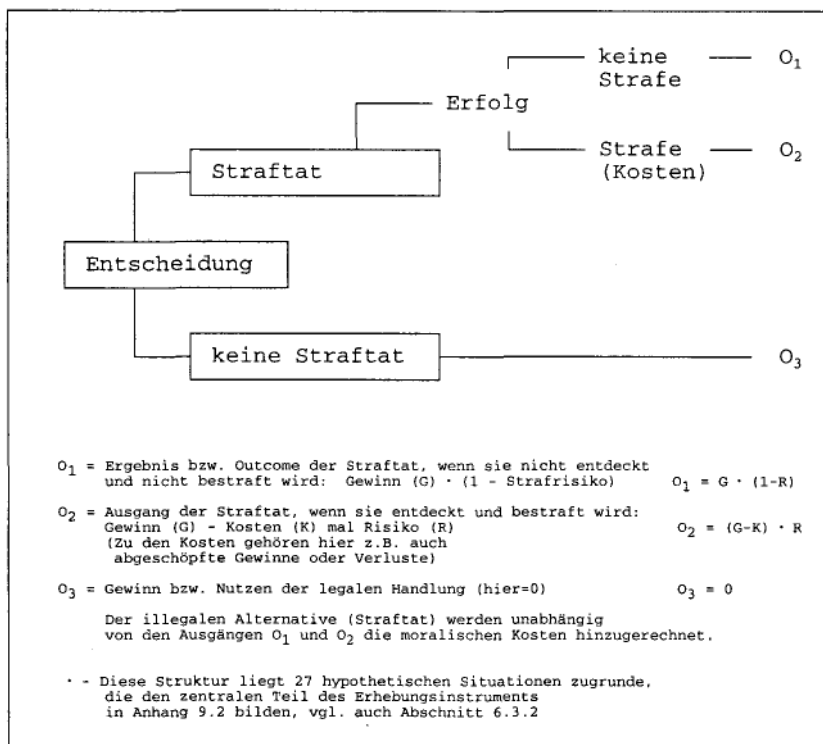 keine
Strafe
O₁
Erfolg
Strafe
(Kosten)
O₂
Straftat
Entscheidung
keine Straftat
O₃
O₁ = Ergebnis bzw. Outcome der Straftat, wenn sie nicht entdeckt
und nicht bestraft wird: Gewinn (G) · (1 - Strafrisiko) O₁ = G · (1-R)
O₂ = Ausgang der Straftat, wenn sie entdeckt und bestraft wird:
Gewinn (G) - Kosten (K) mal Risiko (R) O₂ = (G-K) · R
(Zu den Kosten gehören hier z.B. auch
abgeschöpfte Gewinne oder Verluste)
O₃ = Gewinn bzw. Nutzen der legalen Handlung (hier=0) O₃ = 0
Der illegalen Alternative (Straftat) werden unabhängig
von den Ausgängen O₁ und O₂ die moralischen Kosten hinzugerechnet.
· - Diese Struktur liegt 27 hypothetischen Situationen zugrunde,
die den zentralen Teil des Erhebungsinstruments
in Anhang 9.2 bilden, vgl. auch Abschnitt 6.3.2